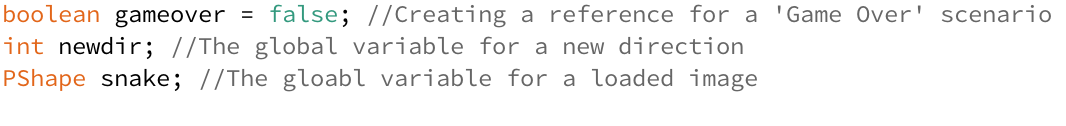 boolean gameover = false; //Creating a reference for a 'Game Over' scenario
int newdir; //The global variable for a new direction
PShape snake; //The gloabl variable for a loaded image